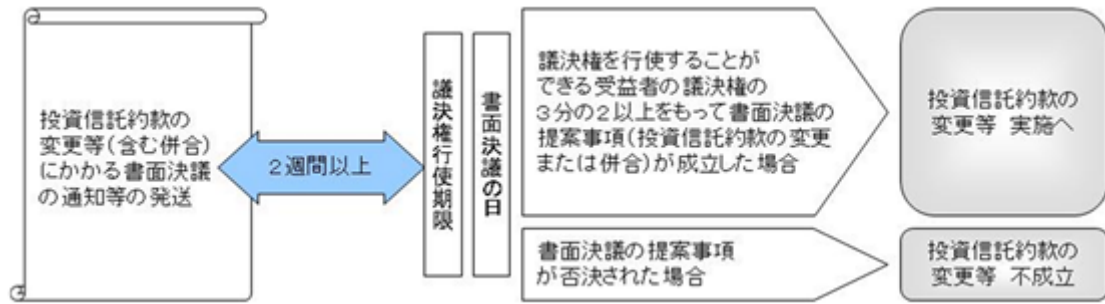 投資信託約款の
変更等(含む併合)
にかかる書面決議
の通知等の発送
2週間以上
議決権行使期限
書面決議の日
議決権を行使することが
できる受益者の議決権の
3分の2以上をもって書面決議の
提案事項(投資信託約款の変更
または併合)が成立した場合
投資信託約款の
変更等 実施へ
書面決議の提案事項
が否決された場合
投資信託約款の
変更等 不成立